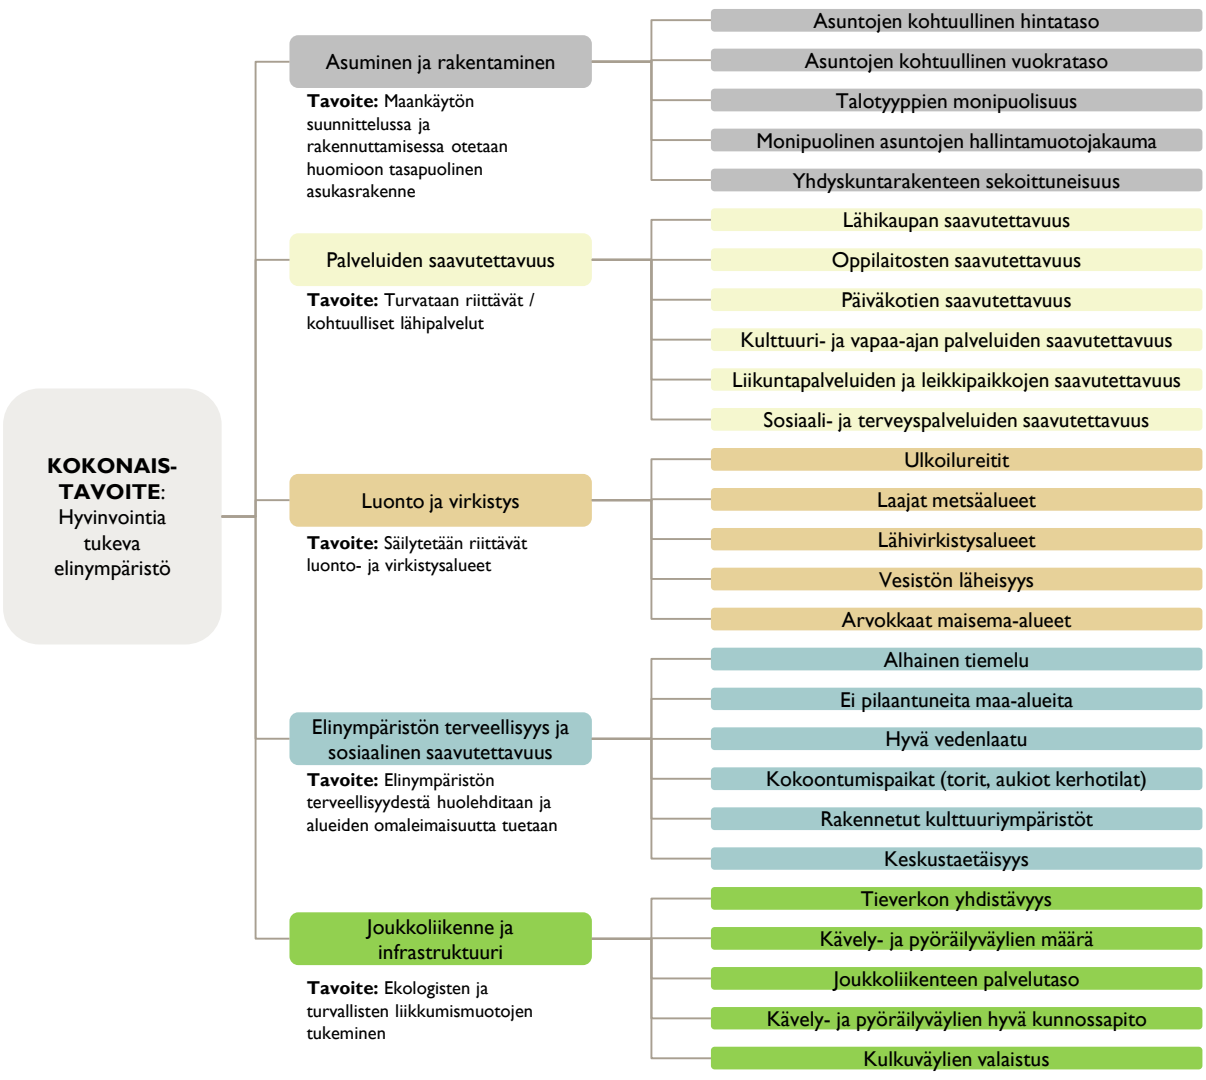 KOKONAIS-
TAVOITE:
Hyvinvointia
tukeva
elinympäristö
Asuminen ja rakentaminen
Tavoite: Maankäytön
suunnittelussa ja
rakennuttamisessa otetaan
huomioon tasapuolinen
asukasrakenne
Asuntojen kohtuullinen hintataso
Asuntojen kohtuullinen vuokrataso
Talotyyppien monipuolisuus
Monipuolinen asuntojen hallintamuotojakauma
Yhdyskuntarakenteen sekoittuneisuus
Palveluiden saavutettavuus
Tavoite: Turvataan riittävät /
kohtuulliset lähipalvelut
Lähikaupan saavutettavuus
Oppilaitosten saavutettavuus
Päiväkotien saavutettavuus
Kulttuuri- ja vapaa-ajan palveluiden saavutettavuus
Liikuntapalveluiden ja leikkipaikkojen saavutettavuus
Sosiaali- ja terveyspalveluiden saavutettavuus
Luonto ja virkistys
Tavoite: Säilytetään riittävät
luonto- ja virkistysalueet
Ulkoilureitit
Laajat metsäalueet
Lähivirkistysalueet
Vesistön läheisyys
Arvokkaat maisema-alueet
Elinympäristön terveellisyys ja
sosiaalinen saavutettavuus
Tavoite: Elinympäristön
terveellisyydestä huolehditaan ja
alueiden omaleimaisuutta tuetaan
Alhainen tiemelu
Ei pilaantuneita maa-alueita
Hyvä vedenlaatu
Kokoontumispaikat (torit, aukiot kerhotilat)
Rakennetut kulttuuriympäristöt
Keskustaetäisyys
Joukkoliikenne ja
infrastruktuuri
Tavoite: Ekologisten ja
turvallisten liikkumismuotojen
tukeminen
Tieverkon yhdistävyys
Kävely- ja pyöräilyväylien määrä
Joukkoliikenteen palvelutaso
Kävely- ja pyöräilyväylien hyvä kunnossapito
Kulkuväylien valaistus